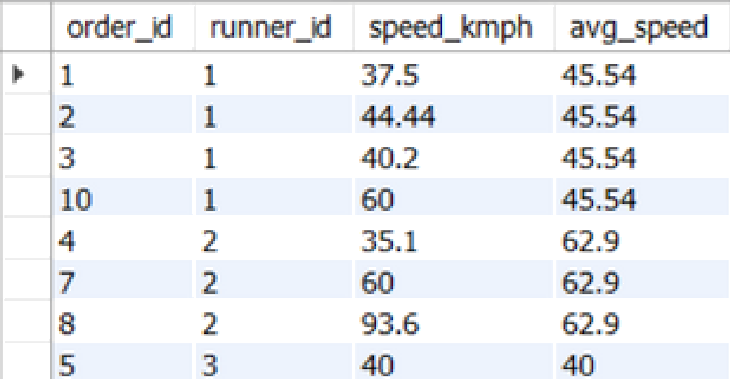 order_id runner_id speed_kmph avg_speed
1 1 37.5 45.54
2 1 44.44 45.54
3 1 40.2 45.54
10 1 60 45.54
4 2 35.1 62.9
7 2 60 62.9
8 2 93.6 62.9
5 3 40 40